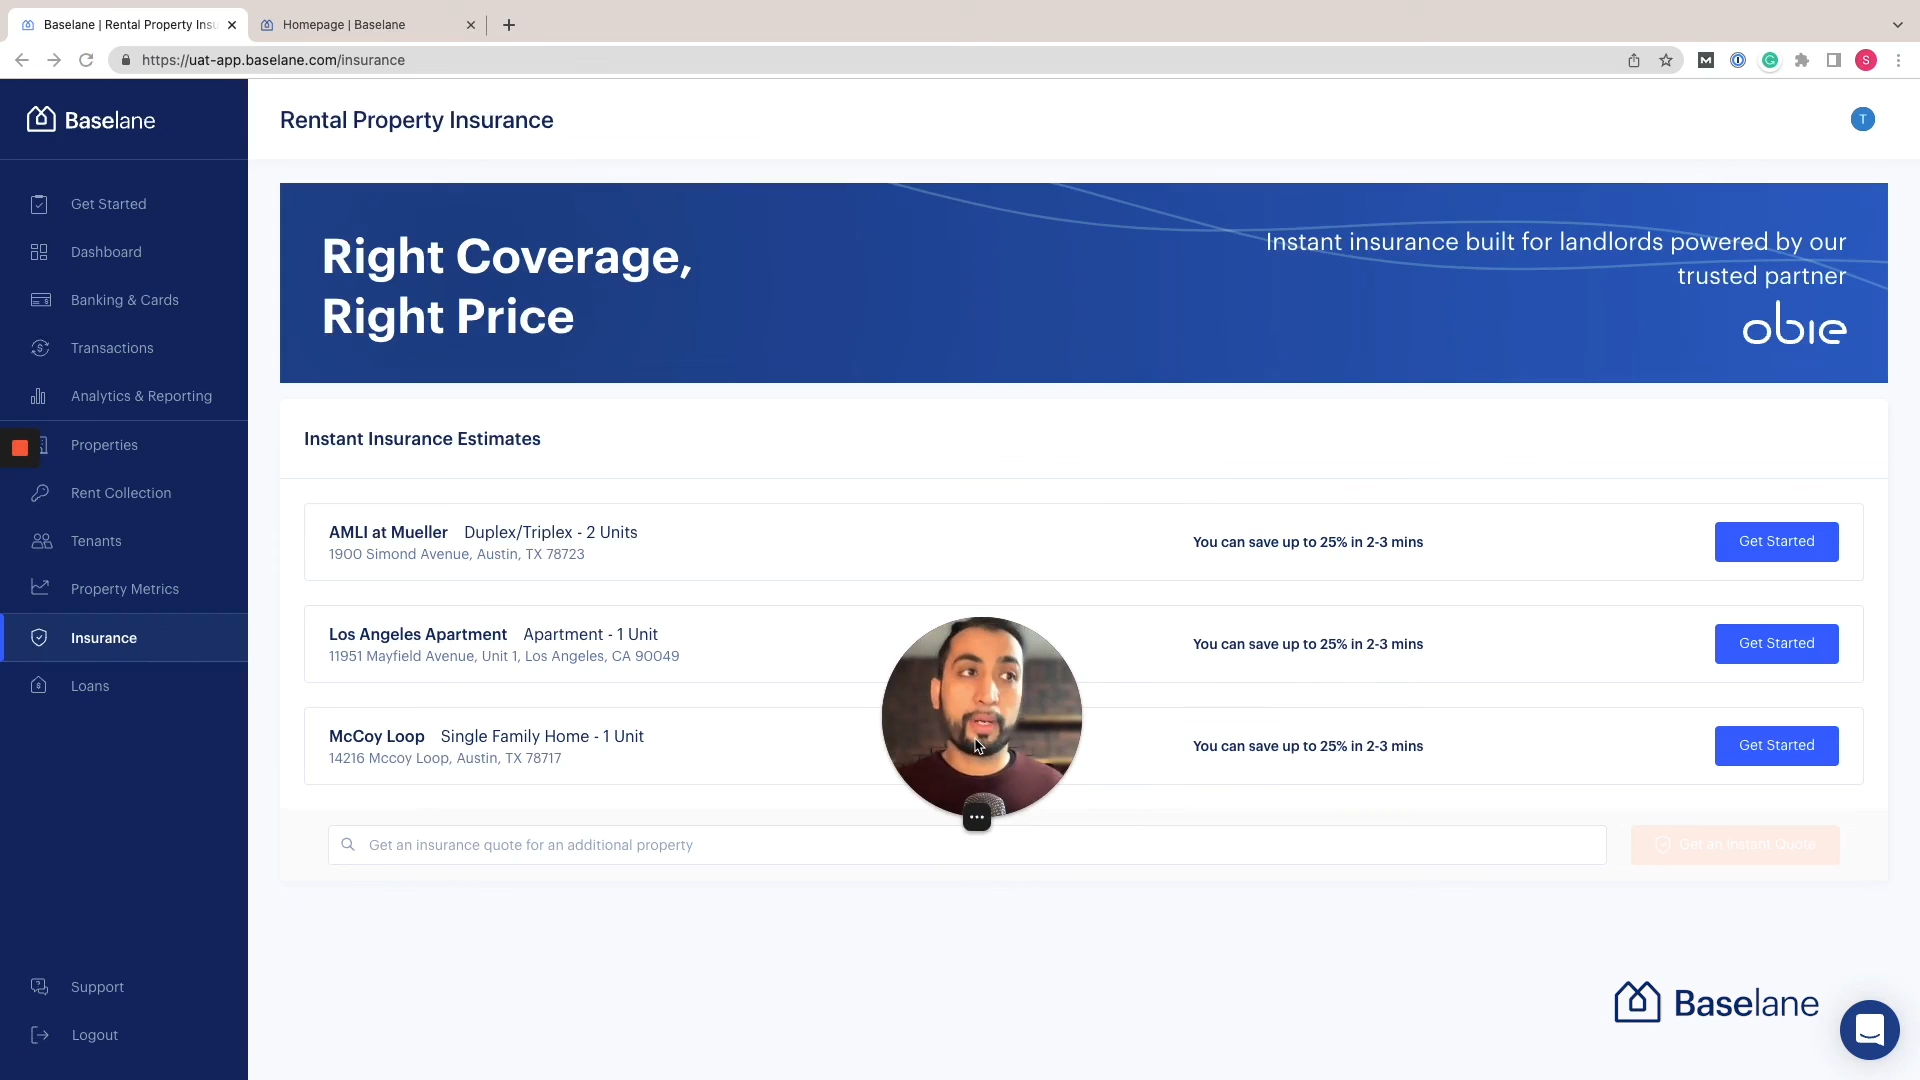 Baselane | Rental Property Insu
Homepage | Baselane
https://uat-app.baselane.com/insurance
M
S
Baselane
Rental Property Insurance
T
Get Started
Dashboard
Banking & Cards
Transactions
Analytics & Reporting
Properties
Rent Collection
Tenants
Property Metrics
Insurance
Loans
Support
Logout
Right Coverage,
Right Price
Instant insurance built for landlords powered by our
trusted partner
obie
Instant Insurance Estimates
AMLI at Mueller Duplex/Triplex - 2 Units
1900 Simond Avenue, Austin, TX 78723
You can save up to 25% in 2-3 mins
Get Started
Los Angeles Apartment Apartment - 1 Unit
11951 Mayfield Avenue, Unit 1, Los Angeles, CA 90049
You can save up to 25% in 2-3 mins
Get Started
McCoy Loop Single Family Home - 1 Unit
14216 Mccoy Loop, Austin, TX 78717
You can save up to 25% in 2-3 mins
Get Started
Get an insurance quote for an additional property
Get an Instant Quote
Baselane